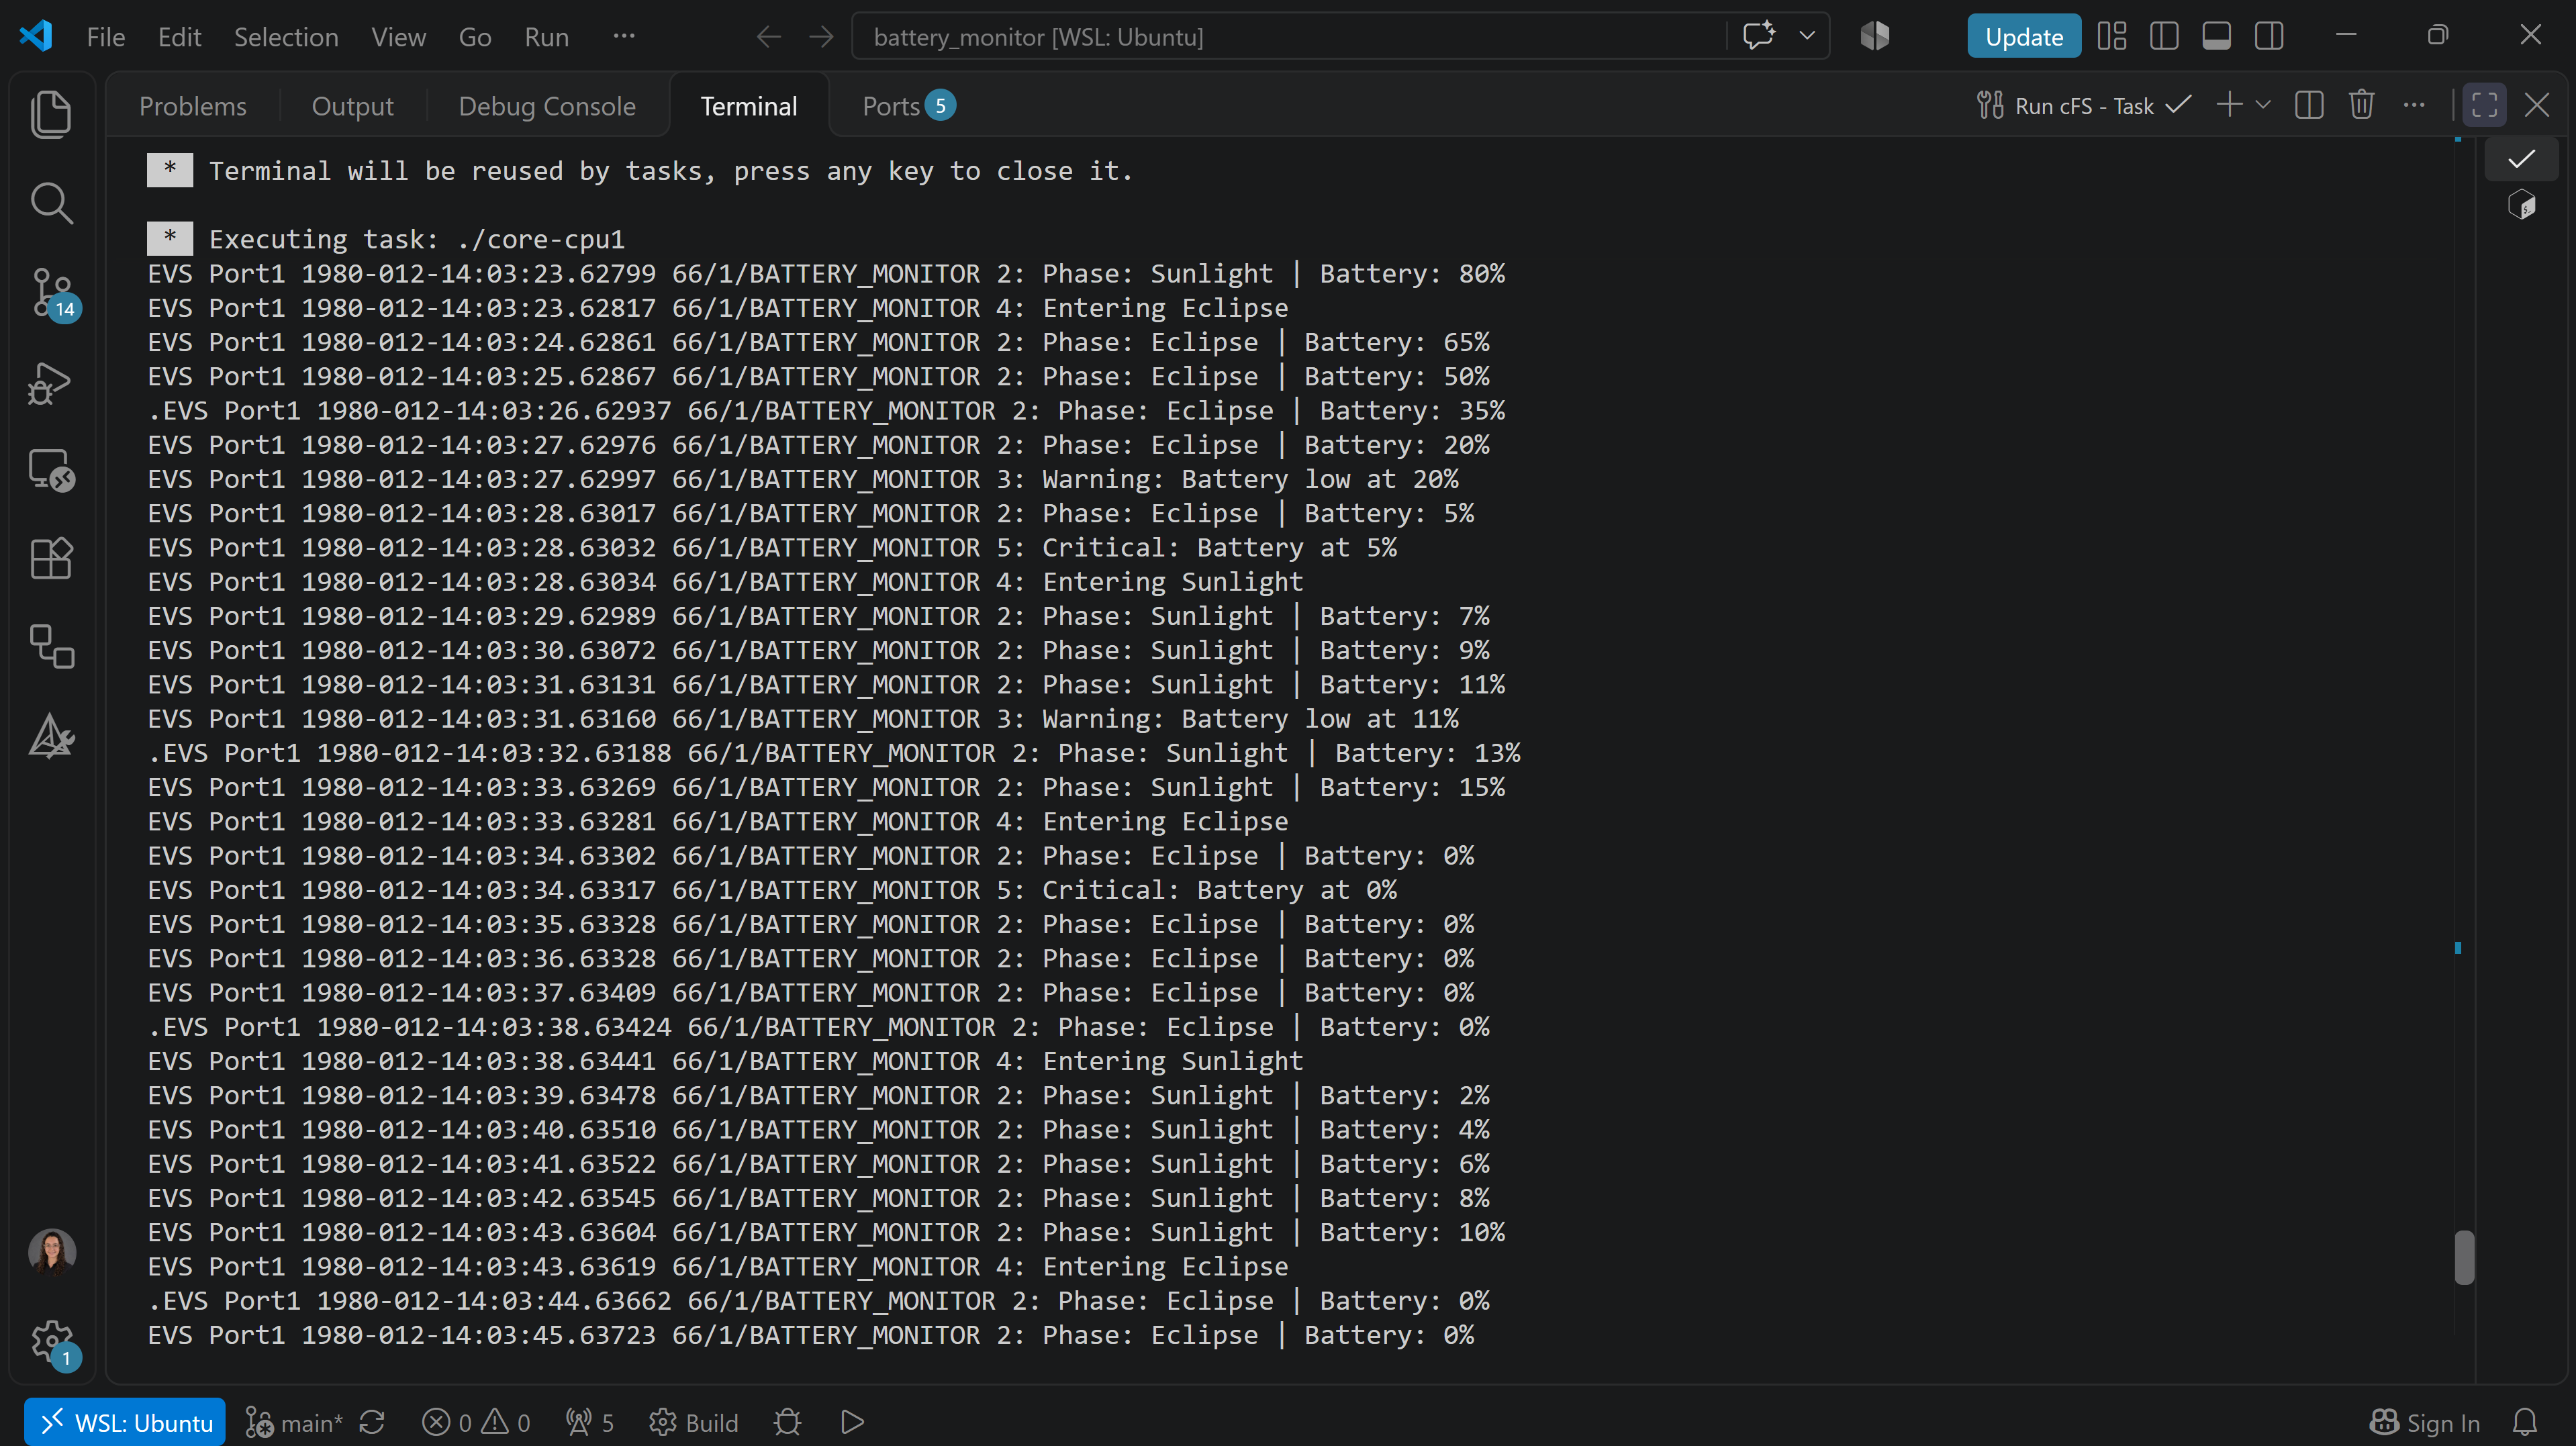 File Edit Selection View Go Run ··· battery_monitor [WSL: Ubuntu] Update
Problems Output Debug Console Terminal Ports 5 Run cFS - Task
* Terminal will be reused by tasks, press any key to close it.
* Executing task: ./core-cpu1
EVS Port1 1980-012-14:03:23.62799 66/1/BATTERY_MONITOR 2: Phase: Sunlight | Battery: 80%
EVS Port1 1980-012-14:03:23.62817 66/1/BATTERY_MONITOR 4: Entering Eclipse
EVS Port1 1980-012-14:03:24.62861 66/1/BATTERY_MONITOR 2: Phase: Eclipse | Battery: 65%
EVS Port1 1980-012-14:03:25.62867 66/1/BATTERY_MONITOR 2: Phase: Eclipse | Battery: 50%
.EVS Port1 1980-012-14:03:26.62937 66/1/BATTERY_MONITOR 2: Phase: Eclipse | Battery: 35%
EVS Port1 1980-012-14:03:27.62976 66/1/BATTERY_MONITOR 2: Phase: Eclipse | Battery: 20%
EVS Port1 1980-012-14:03:27.62997 66/1/BATTERY_MONITOR 3: Warning: Battery low at 20%
EVS Port1 1980-012-14:03:28.63017 66/1/BATTERY_MONITOR 2: Phase: Eclipse | Battery: 5%
EVS Port1 1980-012-14:03:28.63032 66/1/BATTERY_MONITOR 5: Critical: Battery at 5%
EVS Port1 1980-012-14:03:28.63034 66/1/BATTERY_MONITOR 4: Entering Sunlight
EVS Port1 1980-012-14:03:29.62989 66/1/BATTERY_MONITOR 2: Phase: Sunlight | Battery: 7%
EVS Port1 1980-012-14:03:30.63072 66/1/BATTERY_MONITOR 2: Phase: Sunlight | Battery: 9%
EVS Port1 1980-012-14:03:31.63131 66/1/BATTERY_MONITOR 2: Phase: Sunlight | Battery: 11%
EVS Port1 1980-012-14:03:31.63160 66/1/BATTERY_MONITOR 3: Warning: Battery low at 11%
.EVS Port1 1980-012-14:03:32.63188 66/1/BATTERY_MONITOR 2: Phase: Sunlight | Battery: 13%
EVS Port1 1980-012-14:03:33.63269 66/1/BATTERY_MONITOR 2: Phase: Sunlight | Battery: 15%
EVS Port1 1980-012-14:03:33.63281 66/1/BATTERY_MONITOR 4: Entering Eclipse
EVS Port1 1980-012-14:03:34.63302 66/1/BATTERY_MONITOR 2: Phase: Eclipse | Battery: 0%
EVS Port1 1980-012-14:03:34.63317 66/1/BATTERY_MONITOR 5: Critical: Battery at 0%
EVS Port1 1980-012-14:03:35.63328 66/1/BATTERY_MONITOR 2: Phase: Eclipse | Battery: 0%
EVS Port1 1980-012-14:03:36.63328 66/1/BATTERY_MONITOR 2: Phase: Eclipse | Battery: 0%
EVS Port1 1980-012-14:03:37.63409 66/1/BATTERY_MONITOR 2: Phase: Eclipse | Battery: 0%
.EVS Port1 1980-012-14:03:38.63424 66/1/BATTERY_MONITOR 2: Phase: Eclipse | Battery: 0%
EVS Port1 1980-012-14:03:38.63441 66/1/BATTERY_MONITOR 4: Entering Sunlight
EVS Port1 1980-012-14:03:39.63478 66/1/BATTERY_MONITOR 2: Phase: Sunlight | Battery: 2%
EVS Port1 1980-012-14:03:40.63510 66/1/BATTERY_MONITOR 2: Phase: Sunlight | Battery: 4%
EVS Port1 1980-012-14:03:41.63522 66/1/BATTERY_MONITOR 2: Phase: Sunlight | Battery: 6%
EVS Port1 1980-012-14:03:42.63545 66/1/BATTERY_MONITOR 2: Phase: Sunlight | Battery: 8%
EVS Port1 1980-012-14:03:43.63604 66/1/BATTERY_MONITOR 2: Phase: Sunlight | Battery: 10%
EVS Port1 1980-012-14:03:43.63619 66/1/BATTERY_MONITOR 4: Entering Eclipse
.EVS Port1 1980-012-14:03:44.63662 66/1/BATTERY_MONITOR 2: Phase: Eclipse | Battery: 0%
EVS Port1 1980-012-14:03:45.63723 66/1/BATTERY_MONITOR 2: Phase: Eclipse | Battery: 0%
14
1
WSL: Ubuntu main* 0 0 5 Build Sign In